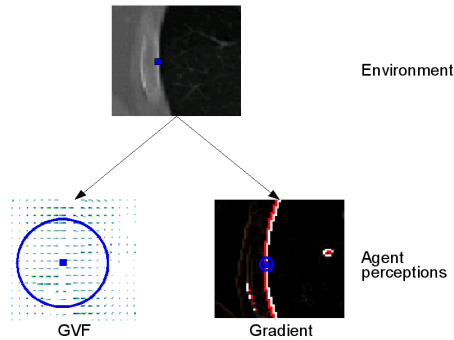 Environment
Agent
perceptions
GVF
Gradient